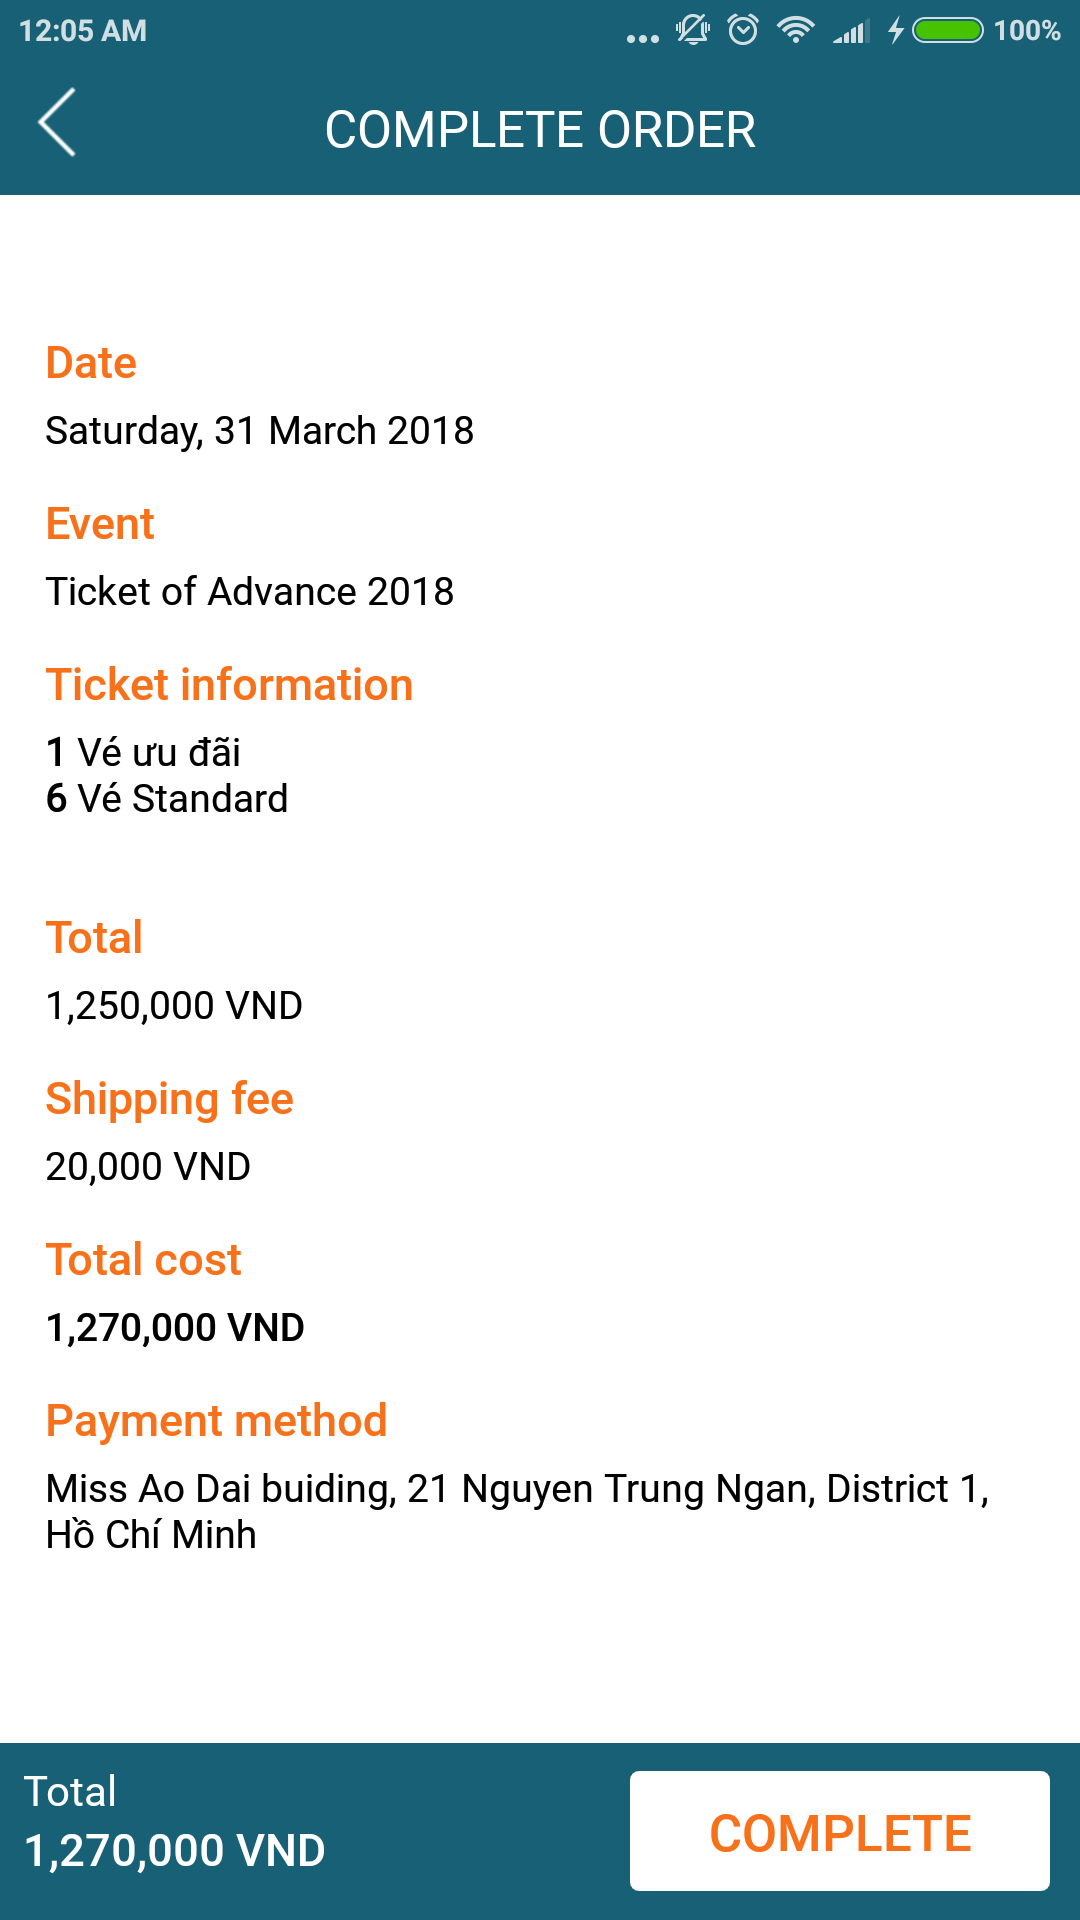 12:05 AM
100%
COMPLETE ORDER
Date
Saturday, 31 March 2018
Event
Ticket of Advance 2018
Ticket information
1 Vé ưu đãi
6 Vé Standard
Total
1,250,000 VND
Shipping fee
20,000 VND
Total cost
1,270,000 VND
Payment method
Miss Ao Dai buiding, 21 Nguyen Trung Ngan, District 1,
Hồ Chí Minh
Total
1,270,000 VND
COMPLETE